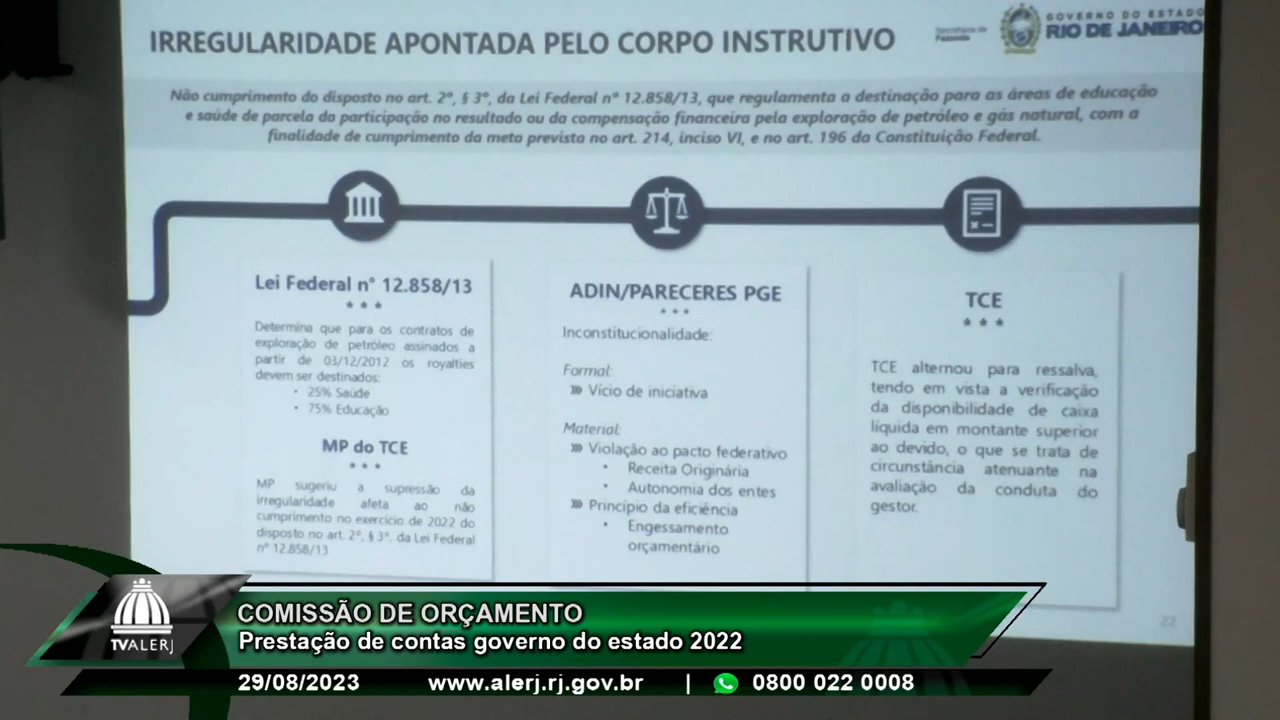 IRREGULARIDADE APONTADA PELO CORPO INSTRUTIVO
Secretaria de
Fazenda
GOVERNO DO ESTADO
RIO DE JANEIRO
Não cumprimento do disposto no art. 2º, § 3º, da Lei Federal nº 12.858/13, que regulamenta a destinação para as áreas de educação
e saúde de parcela da participação no resultado ou da compensação financeira pela exploração de petróleo e gás natural, com a
finalidade de cumprimento da meta prevista no art. 214, inciso VI, e no art. 196 da Constituição Federal.
Lei Federal n° 12.858/13
Determina que para os contratos de
exploração de petróleo assinados a
partir de 03/12/2012 os royalties
devem ser destinados:
• 25% Saúde
• 75% Educação
MP do TCE
MP sugeriu a supressão da
irregularidade afeta ao não
cumprimento no exercício de 2022 do
disposto no art. 2º, § 3º, da Lei Federal
nº 12.858/13
ADIN/PARECERES PGE
Inconstitucionalidade:
Formal:
Vício de iniciativa
Material:
Violação ao pacto federativo
• Receita Originária
• Autonomia dos entes
Princípio da eficiência
• Engessamento
orçamentário
TCE
TCE alternou para ressalva,
tendo em vista a verificação
da disponibilidade de caixa
líquida em montante superior
ao devido, o que se trata de
circunstância atenuante na
avaliação da conduta do
gestor.
22
TVALERJ
COMISSÃO DE ORÇAMENTO
Prestação de contas governo do estado 2022
29/08/2023 www.alerj.rj.gov.br | 0800 022 0008